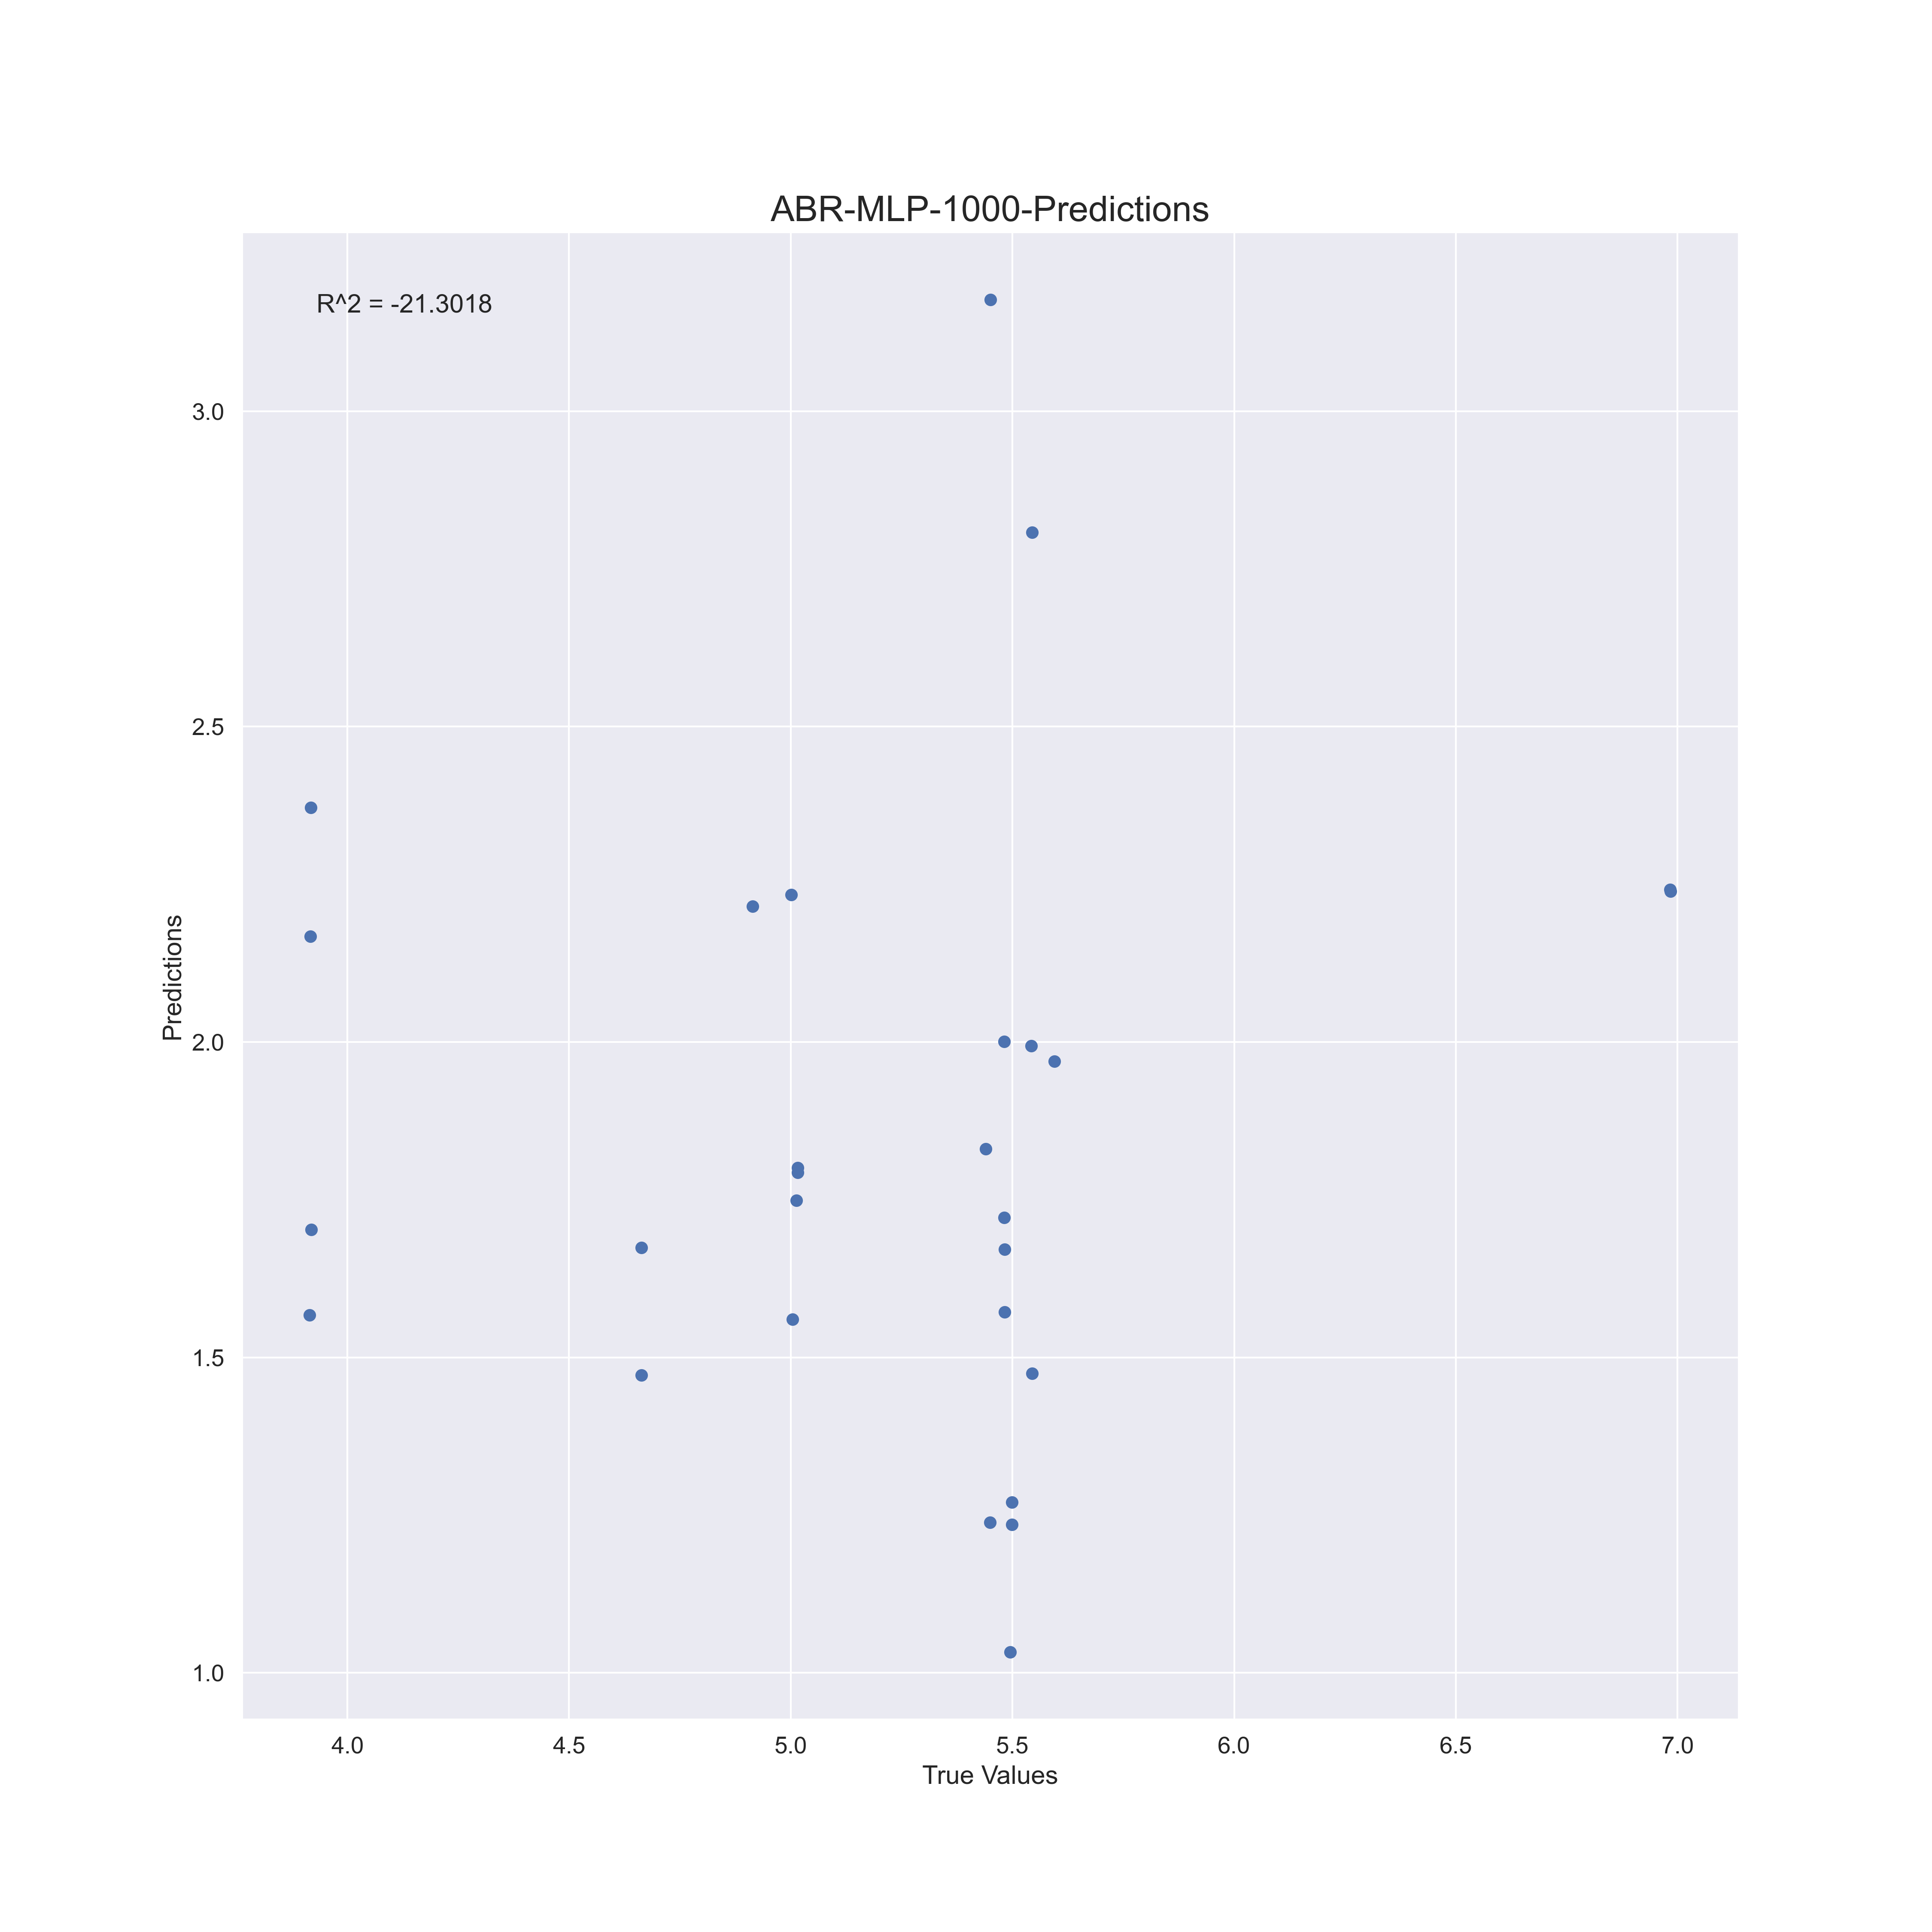 ABR-MLP-1000-Predictions
R^2 = -21.3018
3.0
2.5
2.0
1.5
1.0
Predictions
4.0 4.5 5.0 5.5 6.0 6.5 7.0
True Values